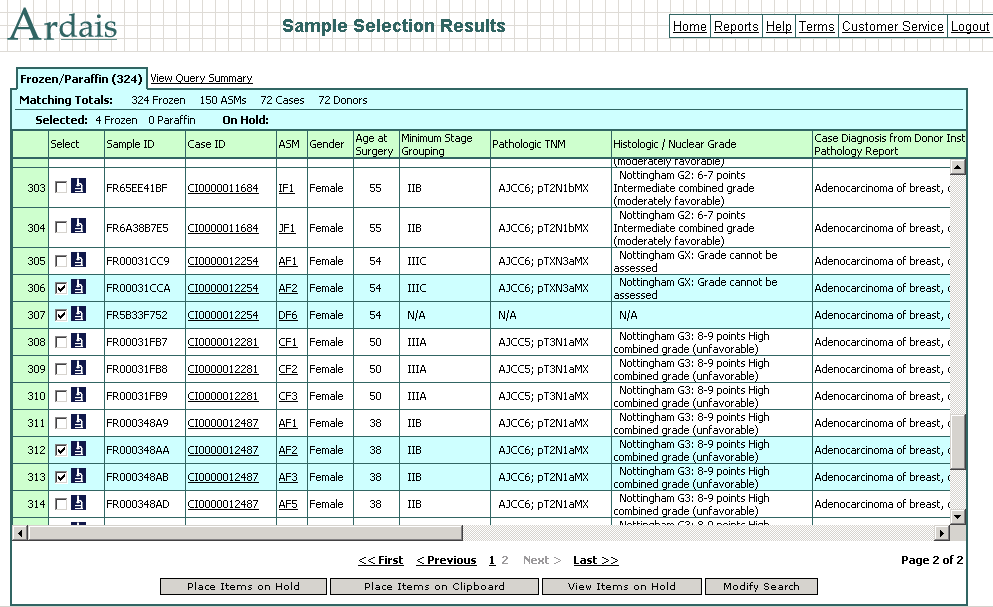 Ardais
Sample Selection Results
Home Reports Help Terms Customer Service Logout
Frozen/Paraffin (324) View Query Summary
Matching Totals: 324 Frozen 150 ASMs 72 Cases 72 Donors
Selected: 4 Frozen 0 Paraffin On Hold:
Select Sample ID Case ID ASM Gender Age at Surgery Minimum Stage Grouping Pathologic TNM Histologic / Nuclear Grade Case Diagnosis from Donor Inst Pathology Report
(moderately favorable)
303 FR65EE41BF CI0000011684 IF1 Female 55 IIB AJCC6; pT2N1bMX Nottingham G2: 6-7 points Intermediate combined grade (moderately favorable) Adenocarcinoma of breast,
304 FR6A38B7E5 CI0000011684 JF1 Female 55 IIB AJCC6; pT2N1bMX Nottingham G2: 6-7 points Intermediate combined grade (moderately favorable) Adenocarcinoma of breast,
305 FR00031CC9 CI0000012254 AF1 Female 54 IIIC AJCC6; pTXN3aMX Nottingham GX: Grade cannot be assessed Adenocarcinoma of breast,
306 FR00031CCA CI0000012254 AF2 Female 54 IIIC AJCC6; pTXN3aMX Nottingham GX: Grade cannot be assessed Adenocarcinoma of breast,
307 FR5B33F752 CI0000012254 DF6 Female 54 N/A N/A N/A Adenocarcinoma of breast,
308 FR00031FB7 CI0000012281 CF1 Female 50 IIIA AJCC5; pT3N1aMX Nottingham G3: 8-9 points High combined grade (unfavorable) Adenocarcinoma of breast,
309 FR00031FB8 CI0000012281 CF2 Female 50 IIIA AJCC5; pT3N1aMX Nottingham G3: 8-9 points High combined grade (unfavorable) Adenocarcinoma of breast,
310 FR00031FB9 CI0000012281 CF3 Female 50 IIIA AJCC5; pT3N1aMX Nottingham G3: 8-9 points High combined grade (unfavorable) Adenocarcinoma of breast,
311 FR000348A9 CI0000012487 AF1 Female 38 IIB AJCC6; pT2N1aMX Nottingham G3: 8-9 points High combined grade (unfavorable) Adenocarcinoma of breast,
312 FR000348AA CI0000012487 AF2 Female 38 IIB AJCC6; pT2N1aMX Nottingham G3: 8-9 points High combined grade (unfavorable) Adenocarcinoma of breast,
313 FR000348AB CI0000012487 AF3 Female 38 IIB AJCC6; pT2N1aMX Nottingham G3: 8-9 points High combined grade (unfavorable) Adenocarcinoma of breast,
314 FR000348AD CI0000012487 AF5 Female 38 IIB AJCC6; pT2N1aMX Nottingham G3: 8-9 points High combined grade (unfavorable) Adenocarcinoma of breast,
Nottingham G3: 8-9 points High
<< First < Previous 1 2 Next > Last >> Page 2 of 2
Place Items on Hold Place Items on Clipboard View Items on Hold Modify Search